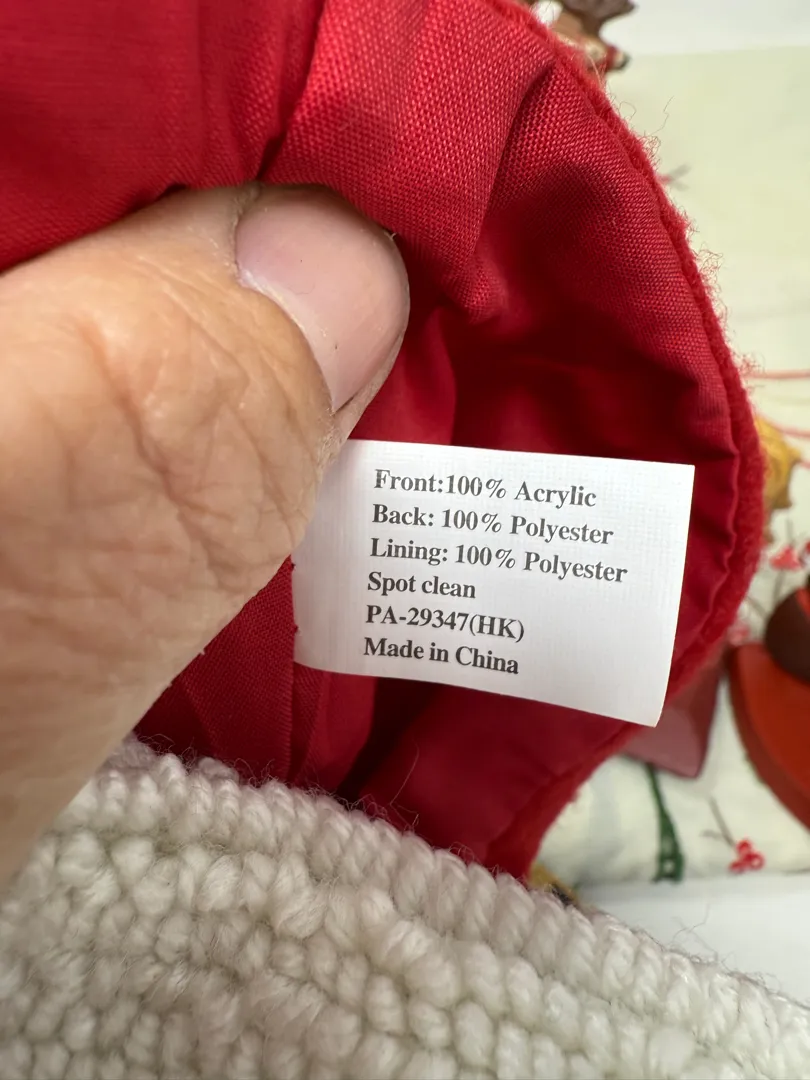 Front:100% Acrylic
Back: 100% Polyester
Lining: 100% Polyester
Spot clean
PA-29347(HK)
Made in China